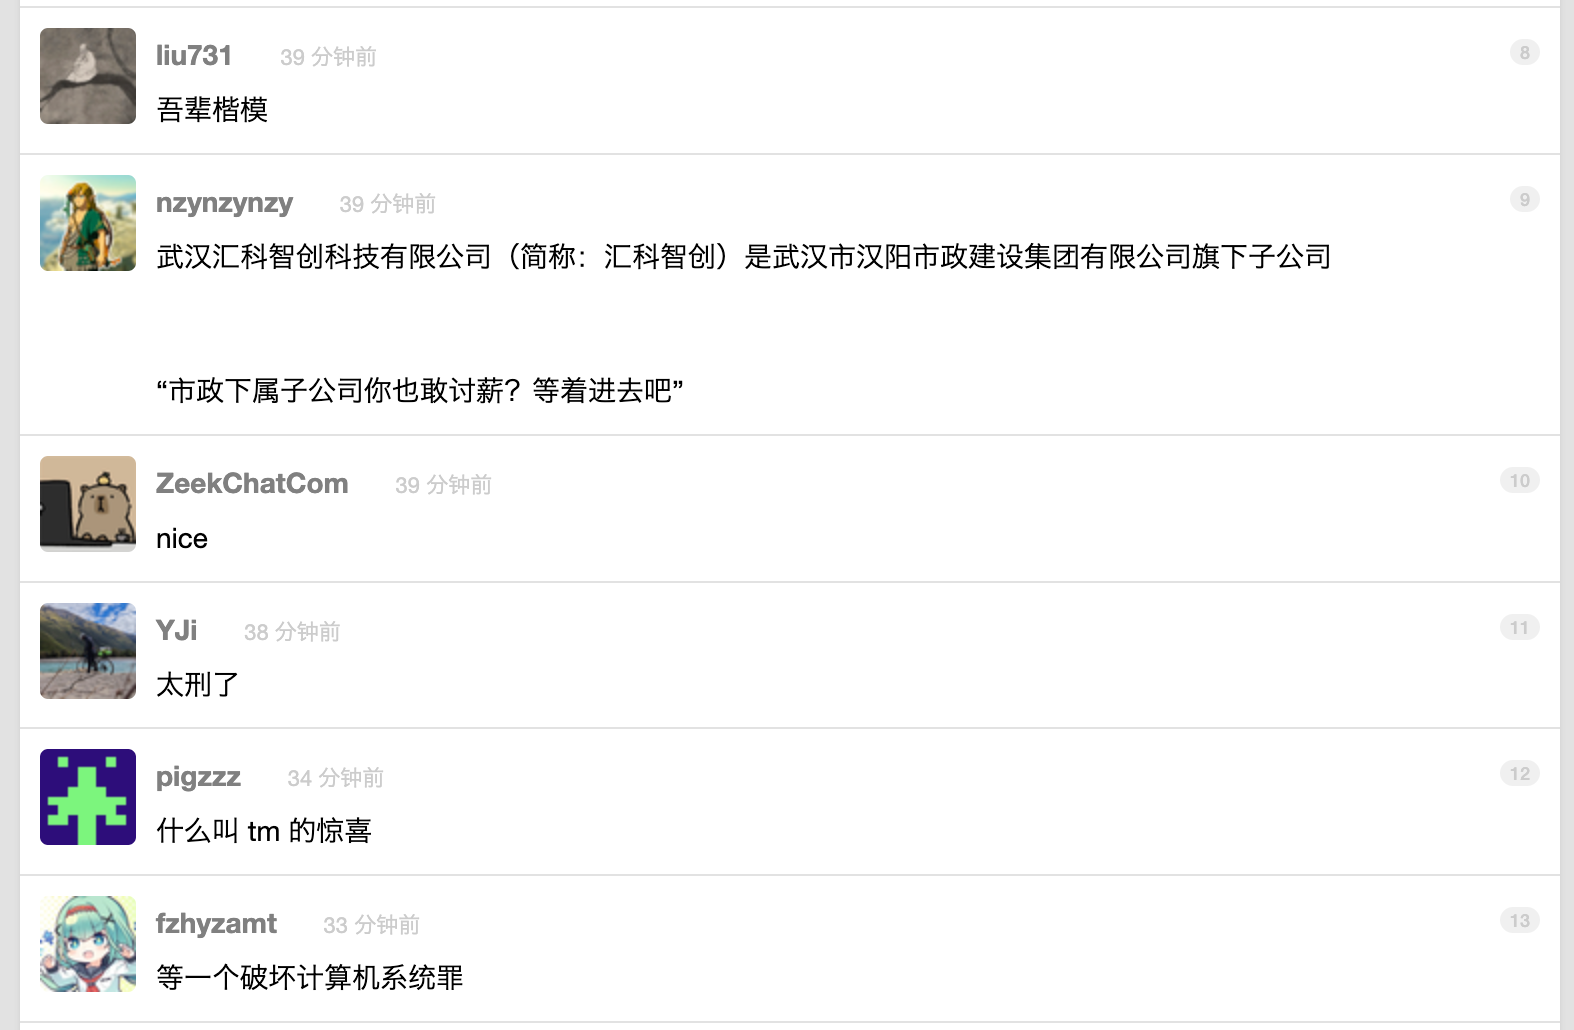 liu731 39 分钟前 8
吾辈楷模
nzynzynzy 39 分钟前 9
武汉汇科智创科技有限公司（简称：汇科智创）是武汉市汉阳市政建设集团有限公司旗下子公司
“市政下属子公司你也敢讨薪？等着进去吧”
ZeekChatCom 39 分钟前 10
nice
YJi 38 分钟前 11
太刑了
pigzzz 34 分钟前 12
什么叫 tm 的惊喜
fzhyzamt 33 分钟前 13
等一个破坏计算机系统罪